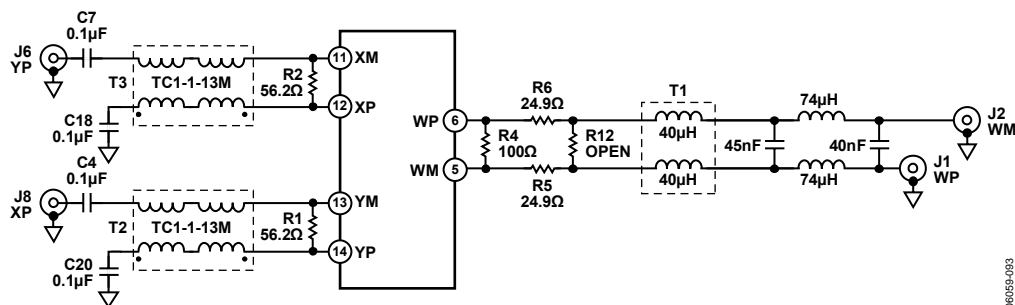 C7
0.1µF
J6
YP
T3
TC1-1-13M
R2
56.2Ω
C18
0.1µF
11
XM
12
XP
C4
0.1µF
J8
XP
T2
TC1-1-13M
R1
56.2Ω
C20
0.1µF
13
YM
14
YP
WP
6
WM
5
R4
100Ω
R6
24.9Ω
R5
24.9Ω
R12
OPEN
T1
40µH
40µH
45nF
74µH
74µH
40nF
J2
WM
J1
WP
06059-093